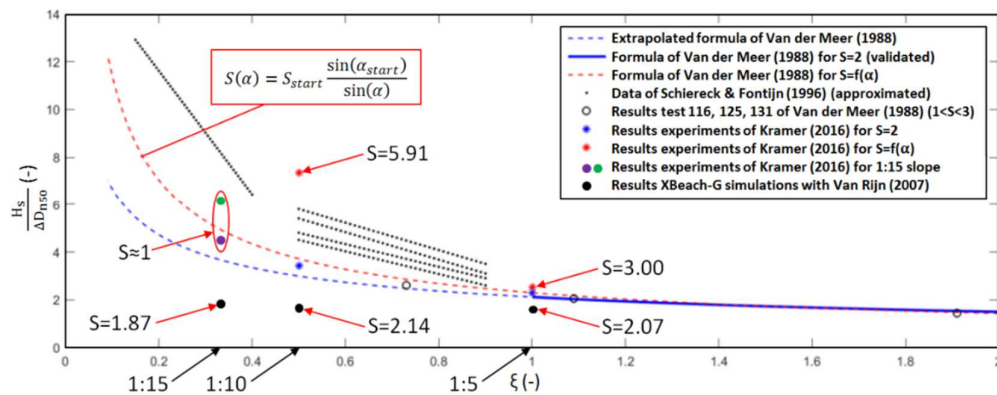 14
12
10
8
6
4
2
0
H_s / ΔD_n50 (-)
S(α) = S_start sin(α_start) / sin(α)
S=5.91
S≈1
S=1.87
S=2.14
S=3.00
S=2.07
Extrapolated formula of Van der Meer (1988)
Formula of Van der Meer (1988) for S=2 (validated)
Formula of Van der Meer (1988) for S=f(α)
Data of Schiereck & Fontijn (1996) (approximated)
Results test 116, 125, 131 of Van der Meer (1988) (1<S<3)
Results experiments of Kramer (2016) for S=2
Results experiments of Kramer (2016) for S=f(α)
Results experiments of Kramer (2016) for 1:15 slope
Results XBeach-G simulations with Van Rijn (2007)
0 0.2 0.4 0.6 0.8 1 1.2 1.4 1.6 1.8 2
1:15 1:10 1:5 ξ (-)